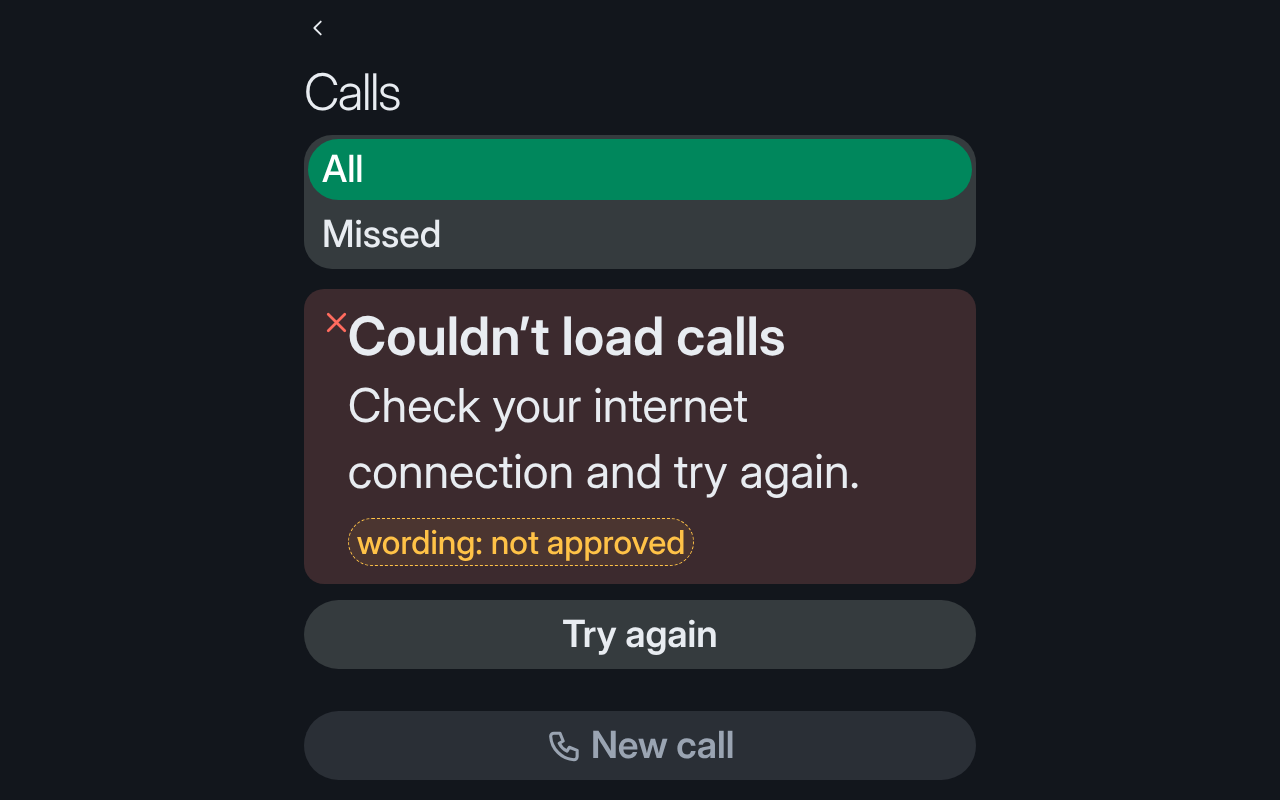 Calls
All
Missed
Couldn’t load calls
Check your internet
connection and try again.
wording: not approved
Try again
New call